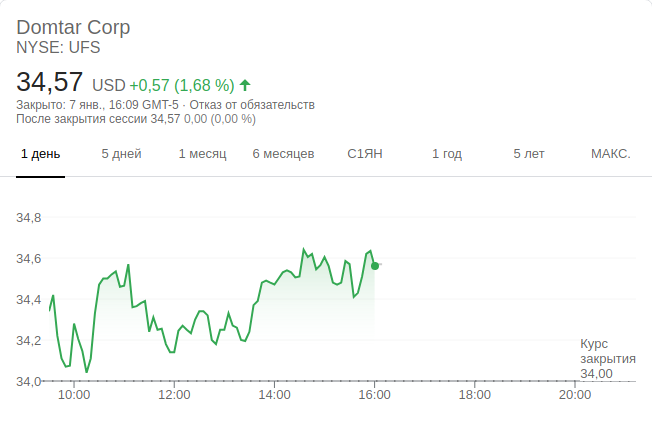 Domtar Corp
NYSE: UFS
34,57 USD +0,57 (1,68 %)
Закрыто: 7 янв., 16:09 GMT-5 · Отказ от обязательств
После закрытия сессии 34,57 0,00 (0,00 %)
1 день 5 дней 1 месяц 6 месяцев С1ЯН 1 год 5 лет МАКС.
34,8
34,6
34,4
34,2
Курс
закрытия
34,00
34,0
10:00 12:00 14:00 16:00 18:00 20:00